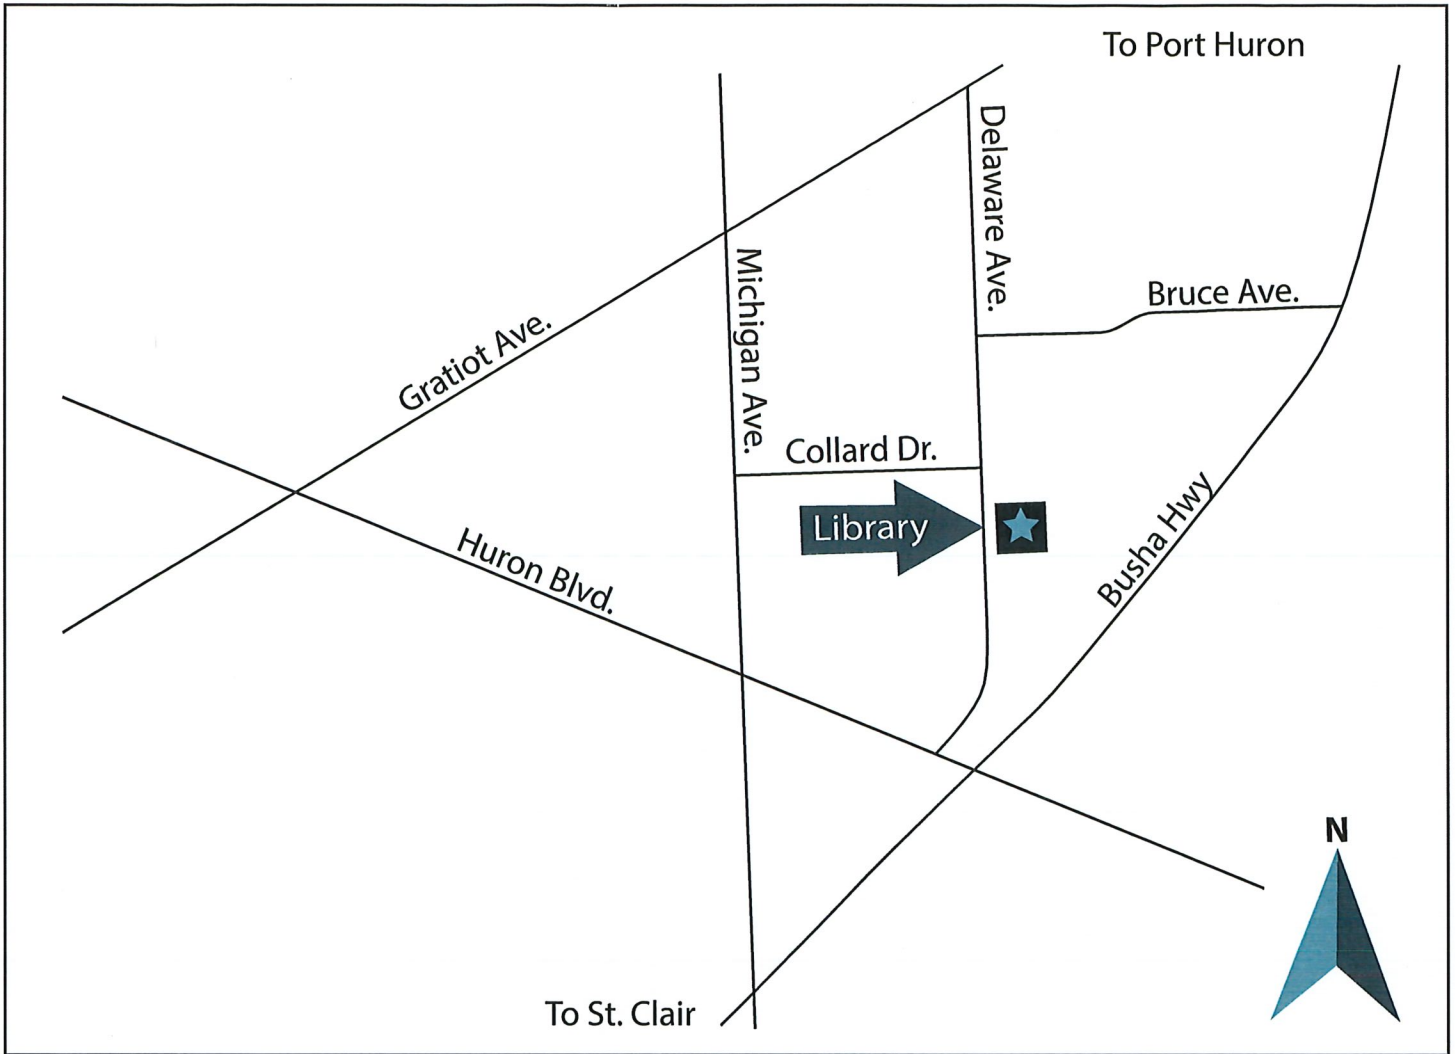 To Port Huron
Delaware Ave.
Michigan Ave.
Bruce Ave.
Gratiot Ave.
Collard Dr.
Library
Busha Hwy
Huron Blvd.
N
To St. Clair